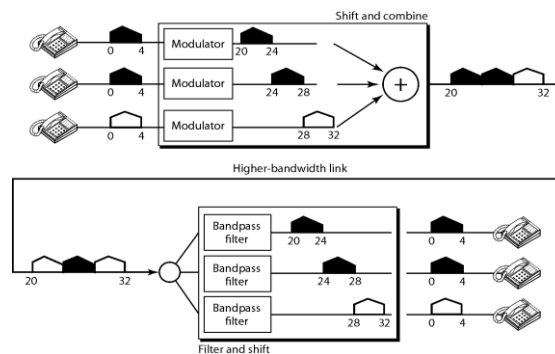 Shift and combine
0 4 Modulator 20 24
0 4 Modulator 24 28
20 32
0 4 Modulator 28 32
Higher-bandwidth link
Bandpass filter 20 24 0 4
20 32 Bandpass filter 24 28 0 4
Bandpass filter 28 32 0 4
Filter and shift